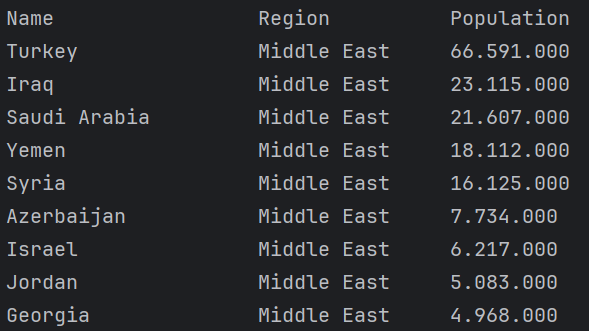 Name Region Population
Turkey Middle East 66.591.000
Iraq Middle East 23.115.000
Saudi Arabia Middle East 21.607.000
Yemen Middle East 18.112.000
Syria Middle East 16.125.000
Azerbaijan Middle East 7.734.000
Israel Middle East 6.217.000
Jordan Middle East 5.083.000
Georgia Middle East 4.968.000